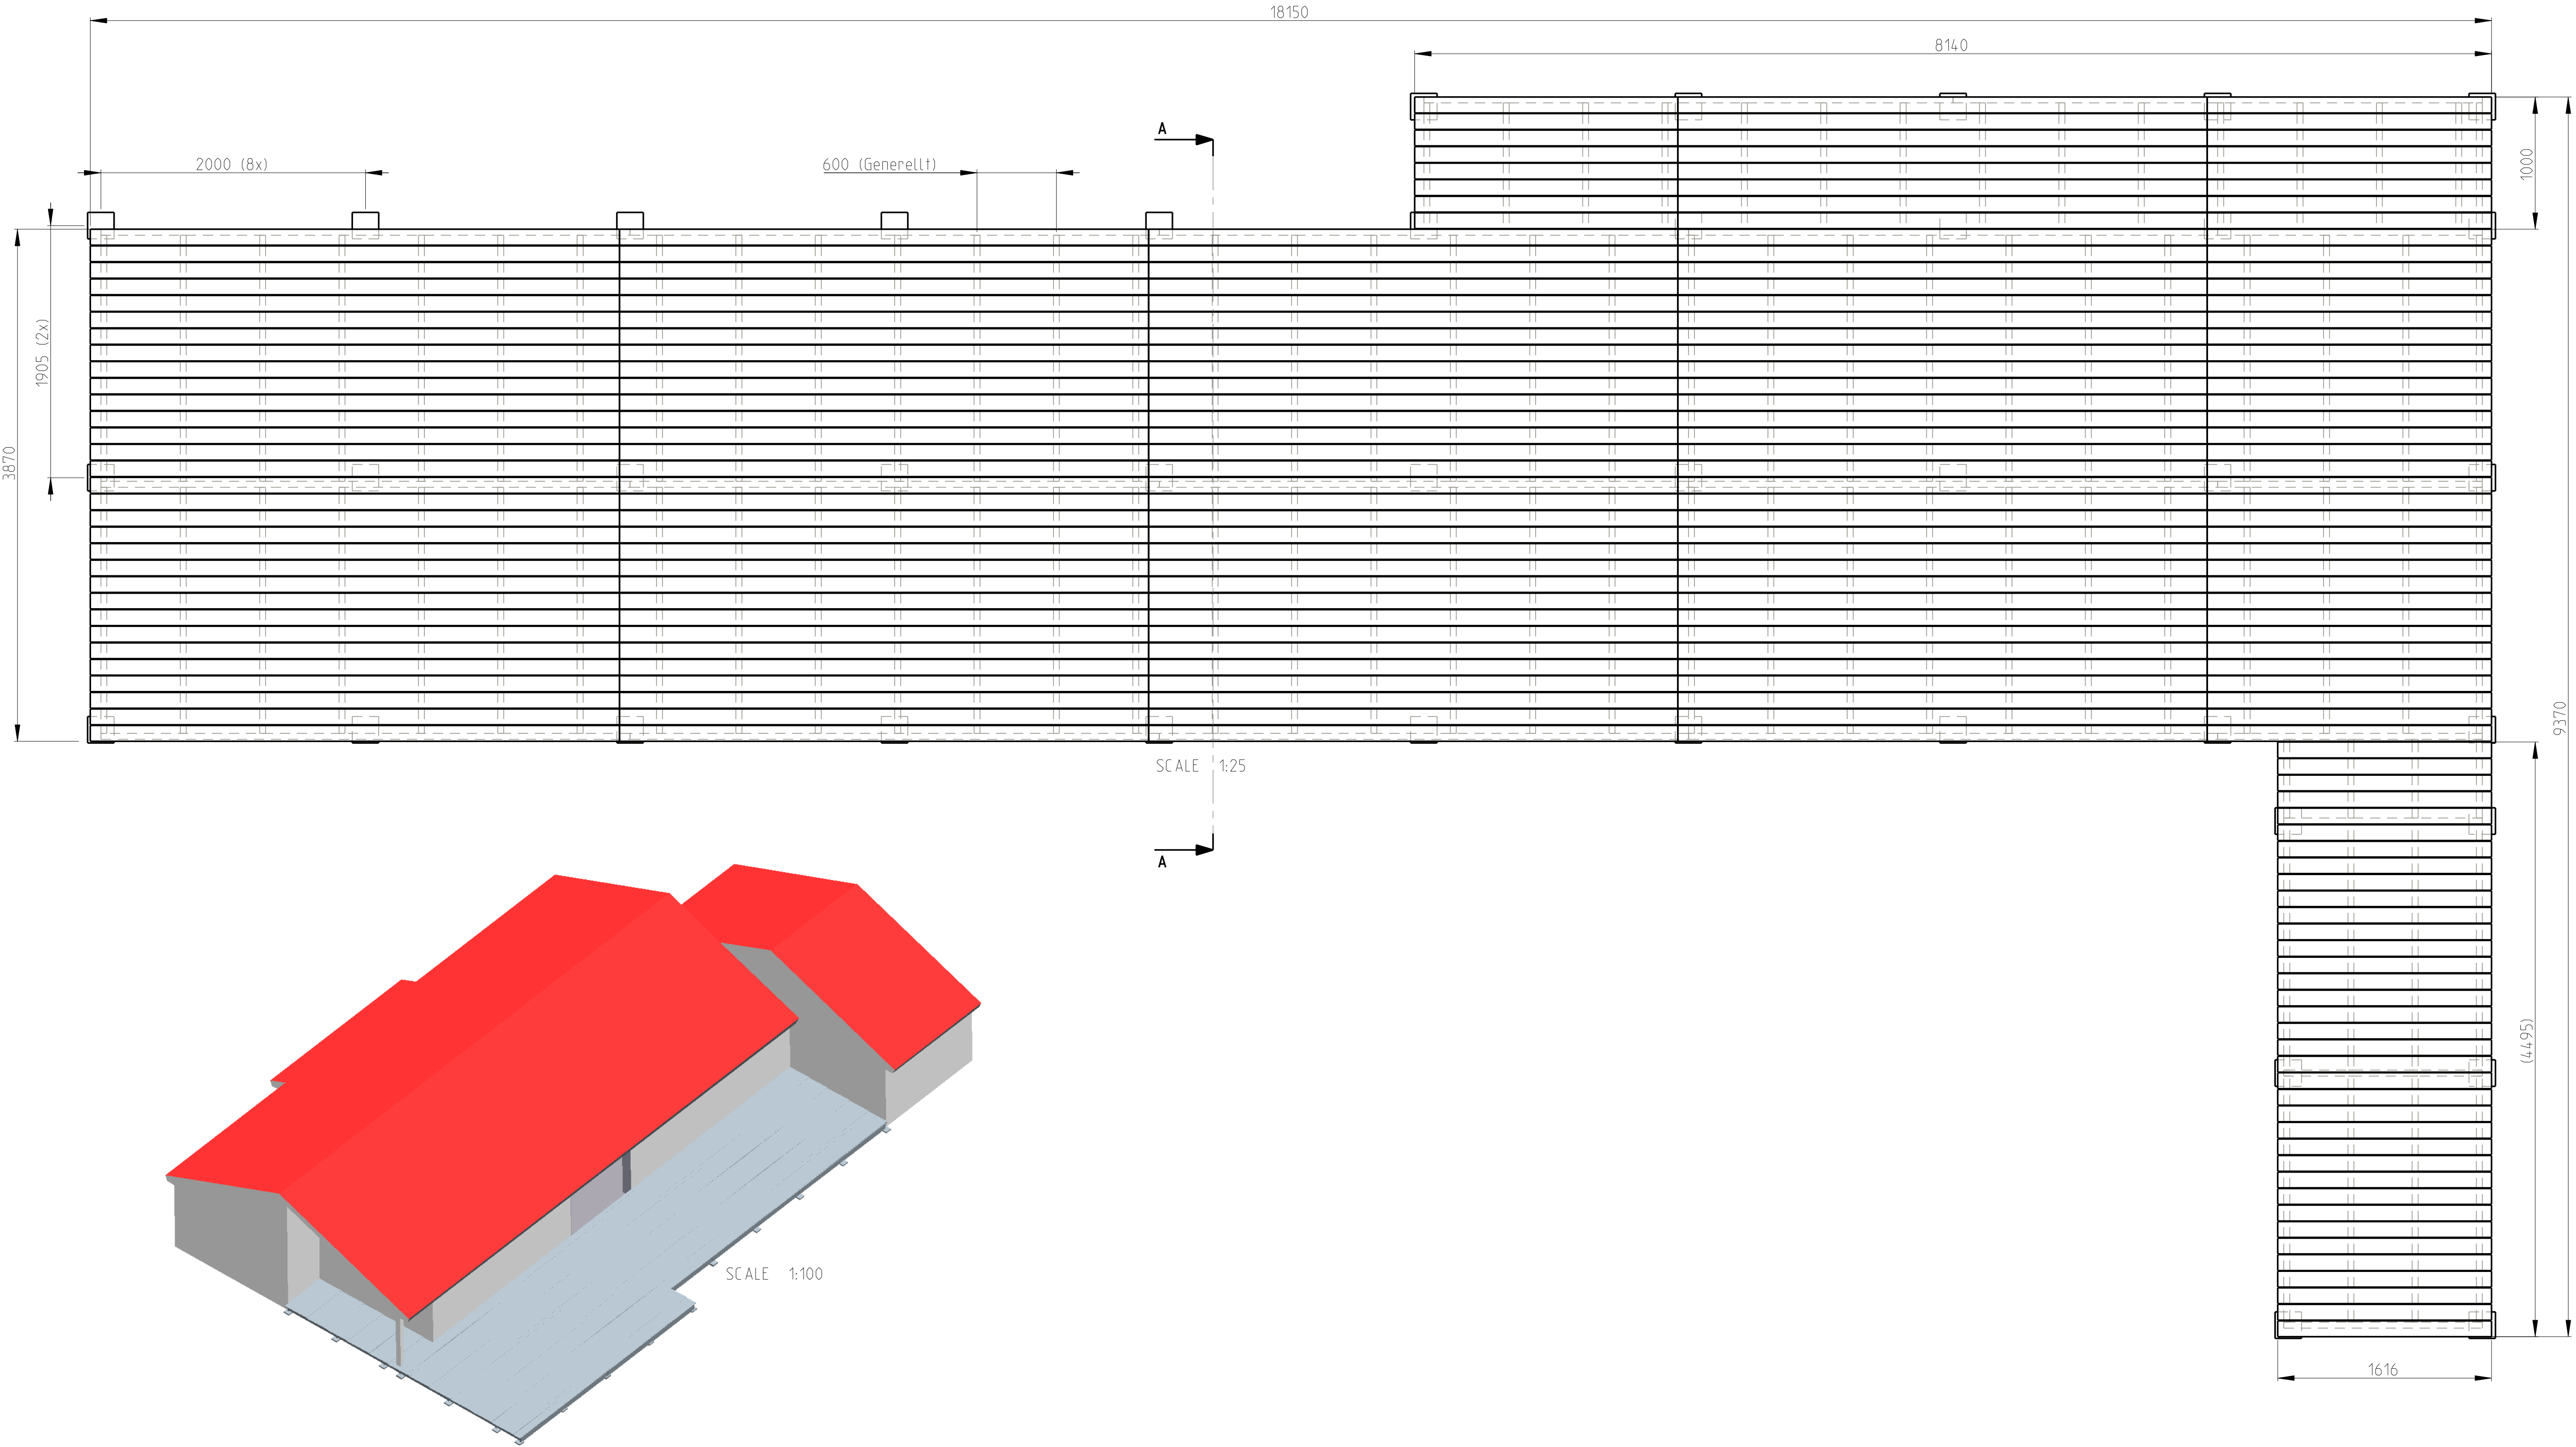 18150
8140
A
2000 (8x)
600 (Generellt)
1000
1905 (2x)
3870
9370
SCALE 1:25
A
(4495)
SCALE 1:100
1616